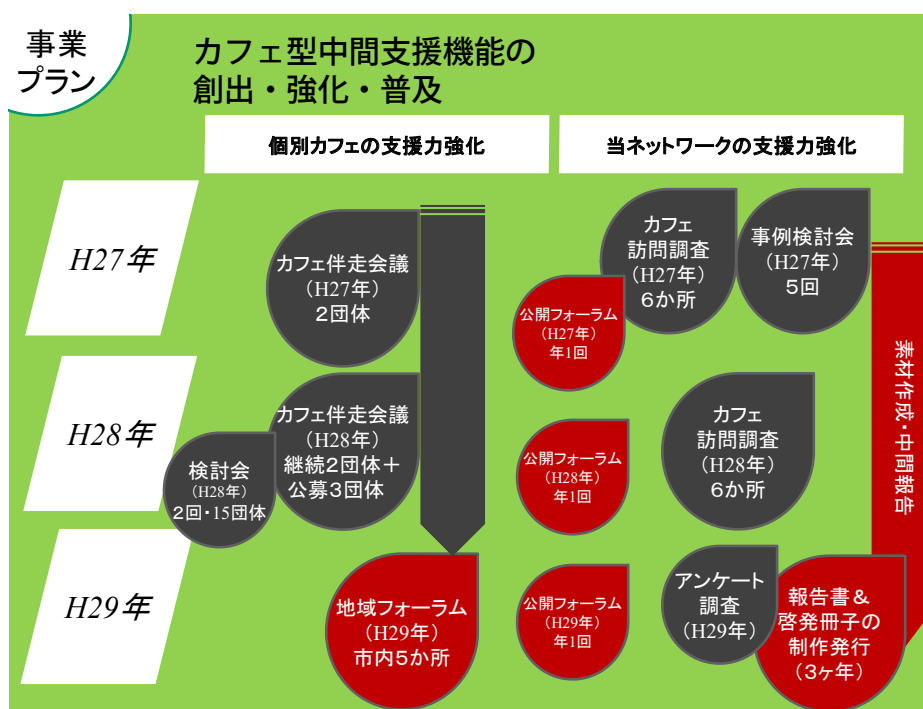 事業
プラン
カフェ型中間支援機能の
創出・強化・普及
個別カフェの支援力強化
当ネットワークの支援力強化
H27年
カフェ伴走会議
(H27年)
２団体
カフェ
訪問調査
(H27年)
６か所
事例検討会
(H27年)
５回
公開フォーラム
(H27年)
年1回
素材作成・中間報告
H28年
検討会
(H28年)
２回・15団体
カフェ伴走会議
(H28年)
継続２団体＋
公募３団体
公開フォーラム
(H28年)
年1回
カフェ
訪問調査
(H28年)
６か所
H29年
地域フォーラム
(H29年)
市内５か所
公開フォーラム
(H29年)
年1回
アンケート
調査
(H29年)
報告書＆
啓発冊子の
制作発行
(３ヶ年)